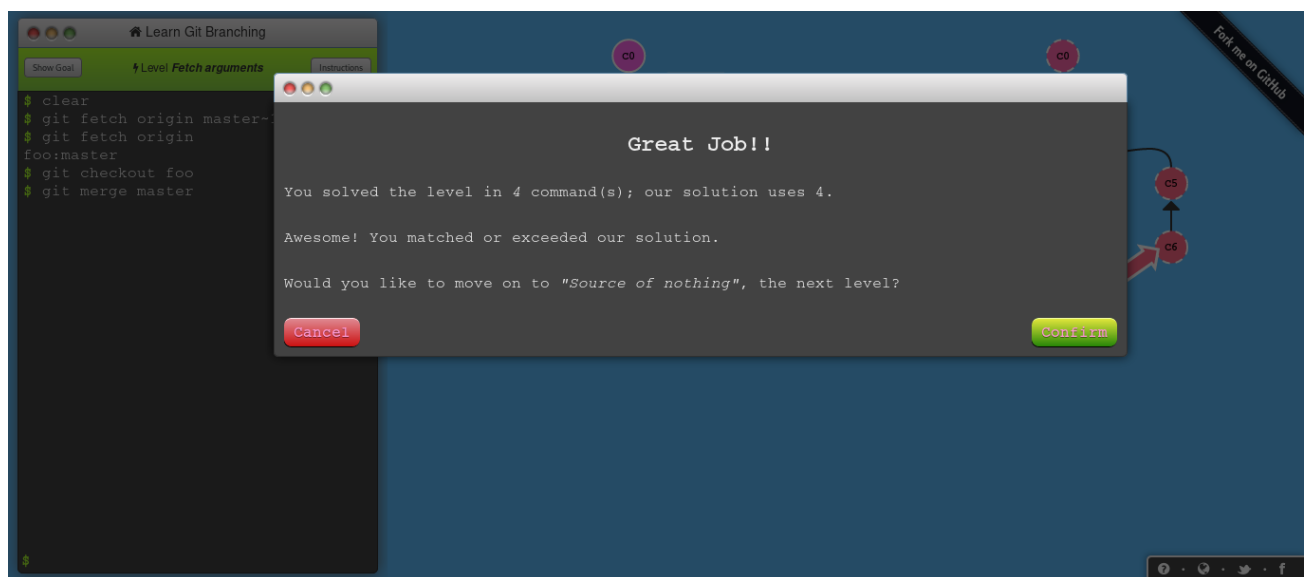 Learn Git Branching
Show Goal
Level Fetch arguments
Instructions
$ clear
$ git fetch origin
$ git fetch origin
foo:master
$ git checkout foo
$ git merge master
$
c0
c0
c5
c6
Fork me on GitHub
Great Job!!
You solved the level in 4 command(s); our solution uses 4.
Awesome! You matched or exceeded our solution.
Would you like to move on to "Source of nothing", the next level?
Cancel
Confirm